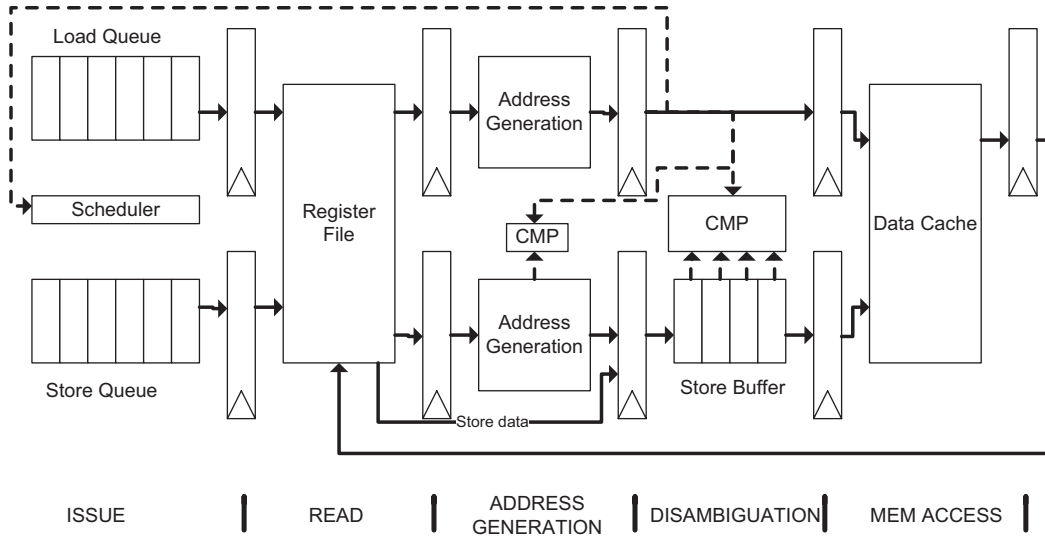 Load Queue
Address
Generation
Scheduler
Register
File
CMP
CMP
Data Cache
Address
Generation
Store Queue
Store Buffer
Store data
ISSUE
READ
ADDRESS
GENERATION
DISAMBIGUATION
MEM ACCESS